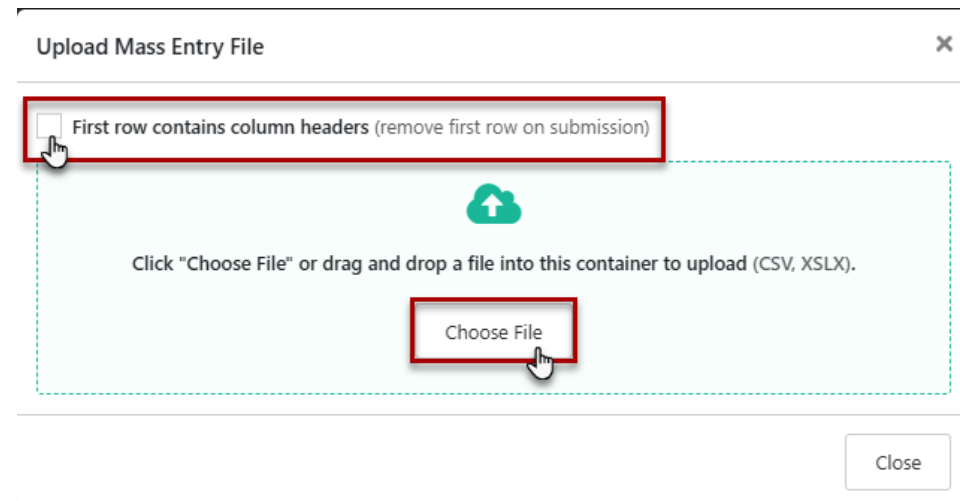 Upload Mass Entry File
First row contains column headers (remove first row on submission)
Click "Choose File" or drag and drop a file into this container to upload (CSV, XSLX).
Choose File
Close